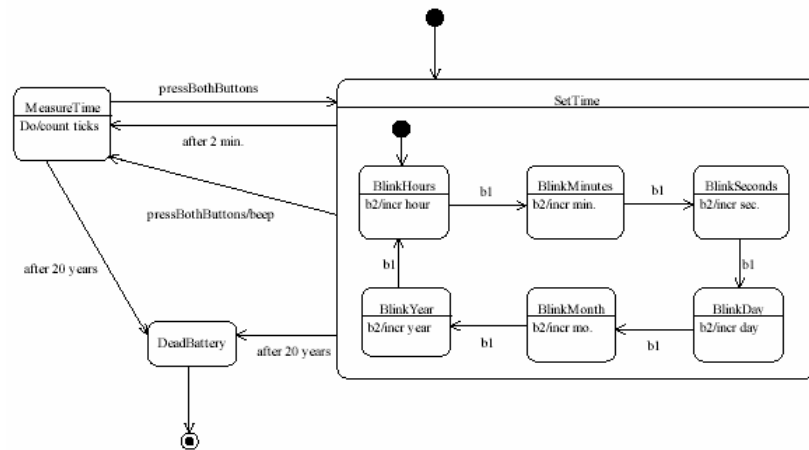 pressBothButtons
MeasureTime
SetTime
Do/count ticks
after 2 min.
BlinkHours
BlinkMinutes
BlinkSeconds
b2/incr hour
b1
b2/incr min.
b1
b2/incr sec.
pressBothButtons/beep
b1
b1
after 20 years
BlinkYear
BlinkMonth
BlinkDay
b2/incr year
b2/incr mo.
b2/incr day
b1
b1
DeadBattery
after 20 years